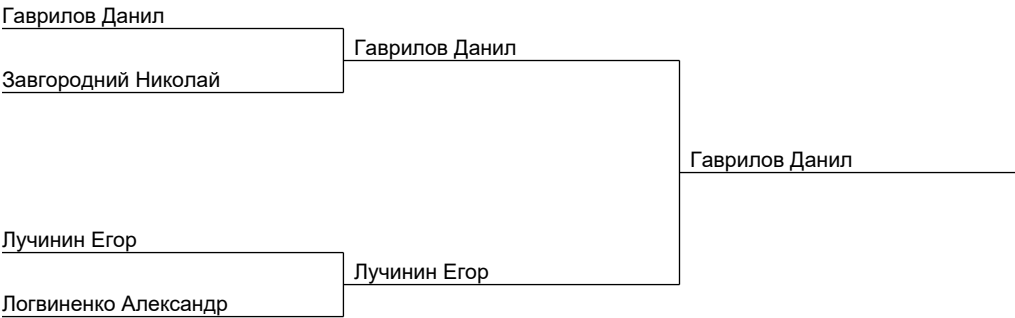 Гаврилов Данил
Гаврилов Данил
Завгородний Николай
Гаврилов Данил
Лучинин Егор
Лучинин Егор
Логвиненко Александр